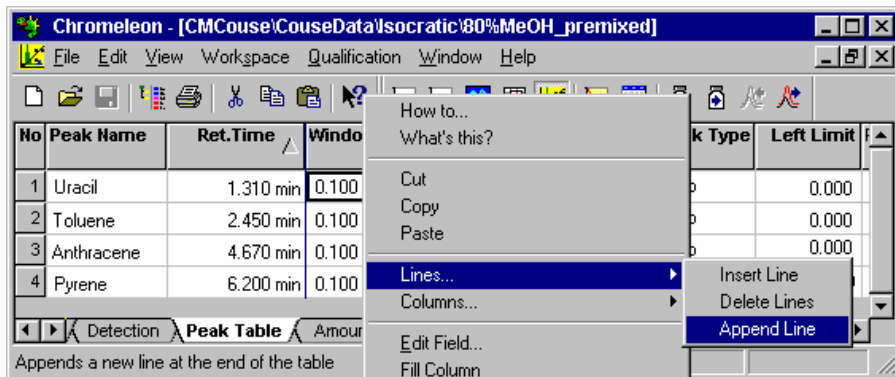 Chromeleon - [CMCouse\CouseData\Isocratic\80%MeOH_premixed]
File Edit View Workspace Qualification Window Help
No Peak Name Ret.Time Windo k Type Left Limit
1 Uracil 1.310 min 0.100 0.000
2 Toluene 2.450 min 0.100 0.000
3 Anthracene 4.670 min 0.100 0.000
4 Pyrene 6.200 min 0.100
How to...
What's this?
Cut
Copy
Paste
Lines...
Columns...
Edit Field...
Fill Column
Insert Line
Delete Lines
Append Line
Detection Peak Table Amour
Appends a new line at the end of the table